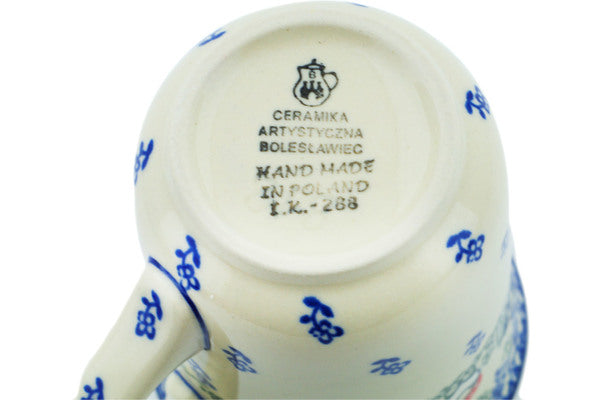 B
CERAMIKA
ARTYSTYCZNA
BOLESŁAWIEC
HAND MADE
IN POLAND
I.K.-288